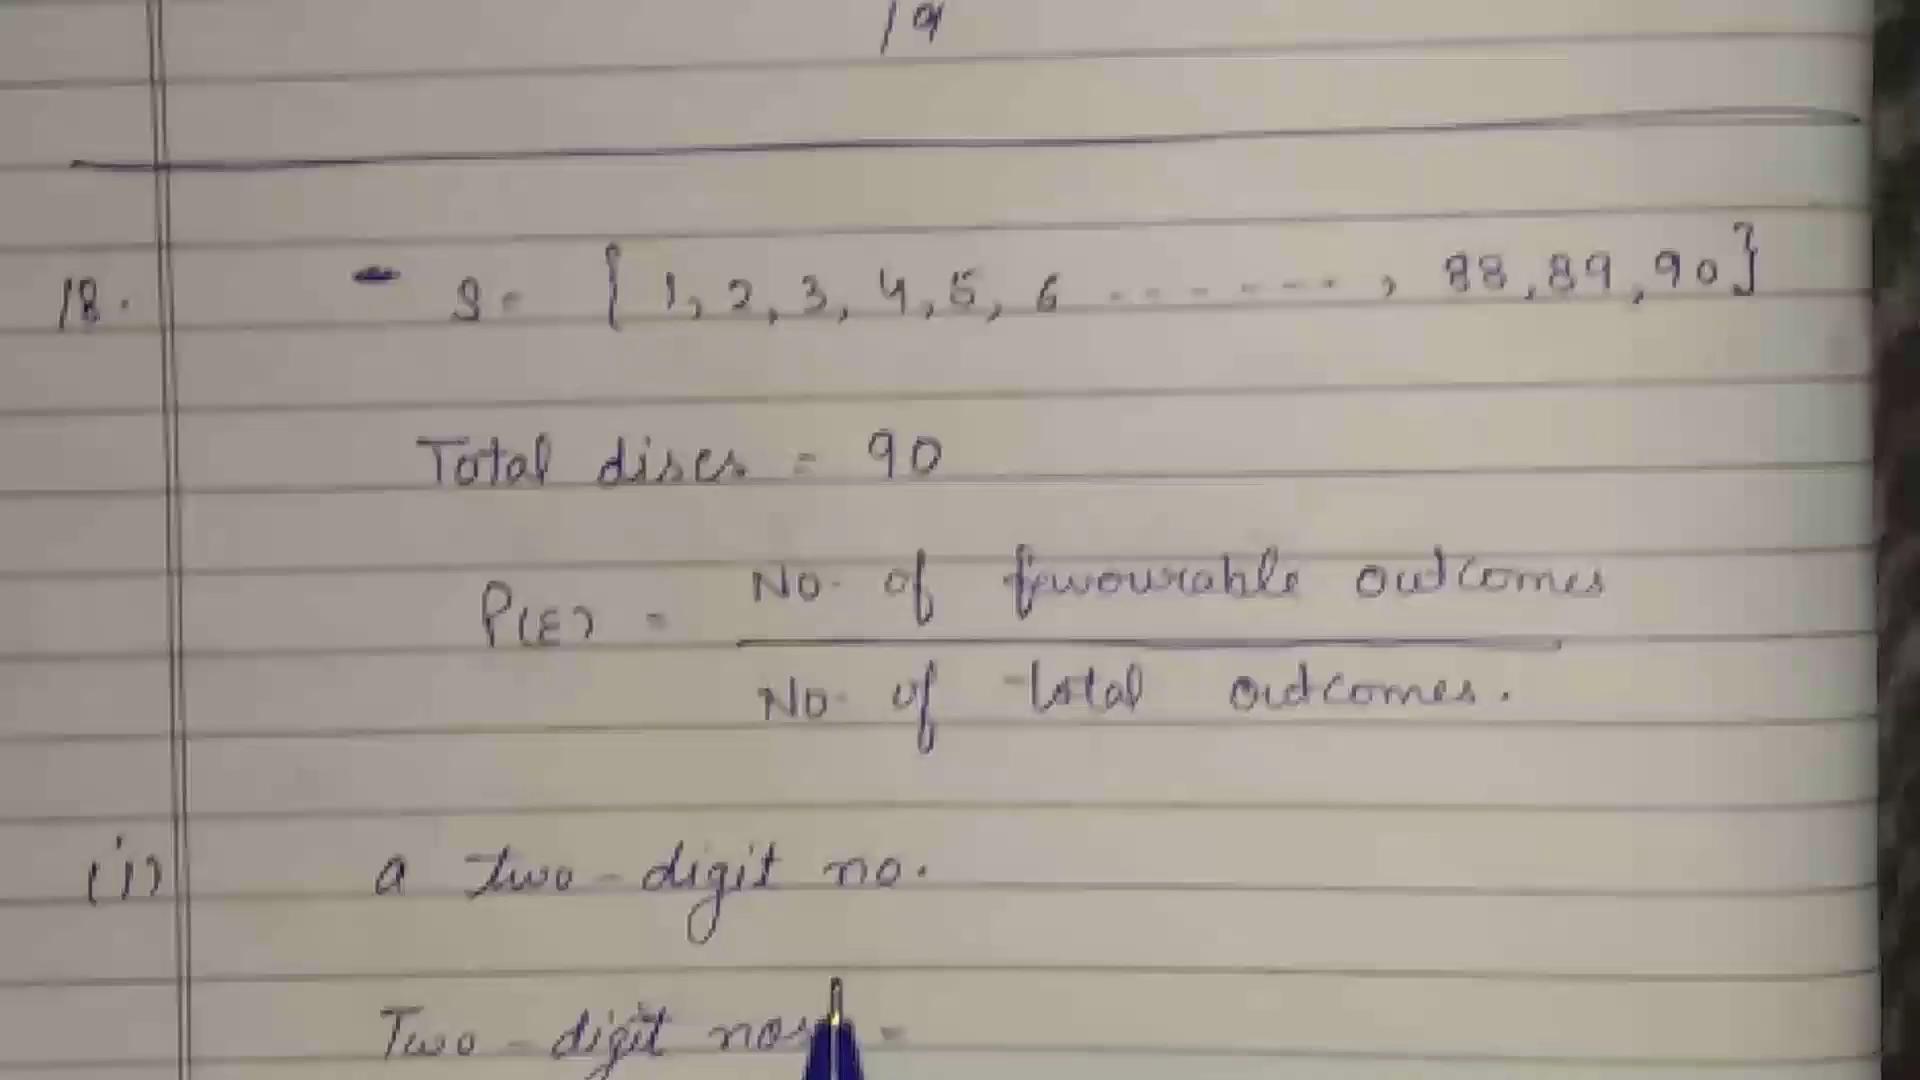 19
18. - S = { 1, 2, 3, 4, 5, 6 ......., 88, 89, 90}
Total discs = 90
P(E) = No. of favourable outcomes
No. of total outcomes.
(i) a two-digit no.
Two-digit nos =